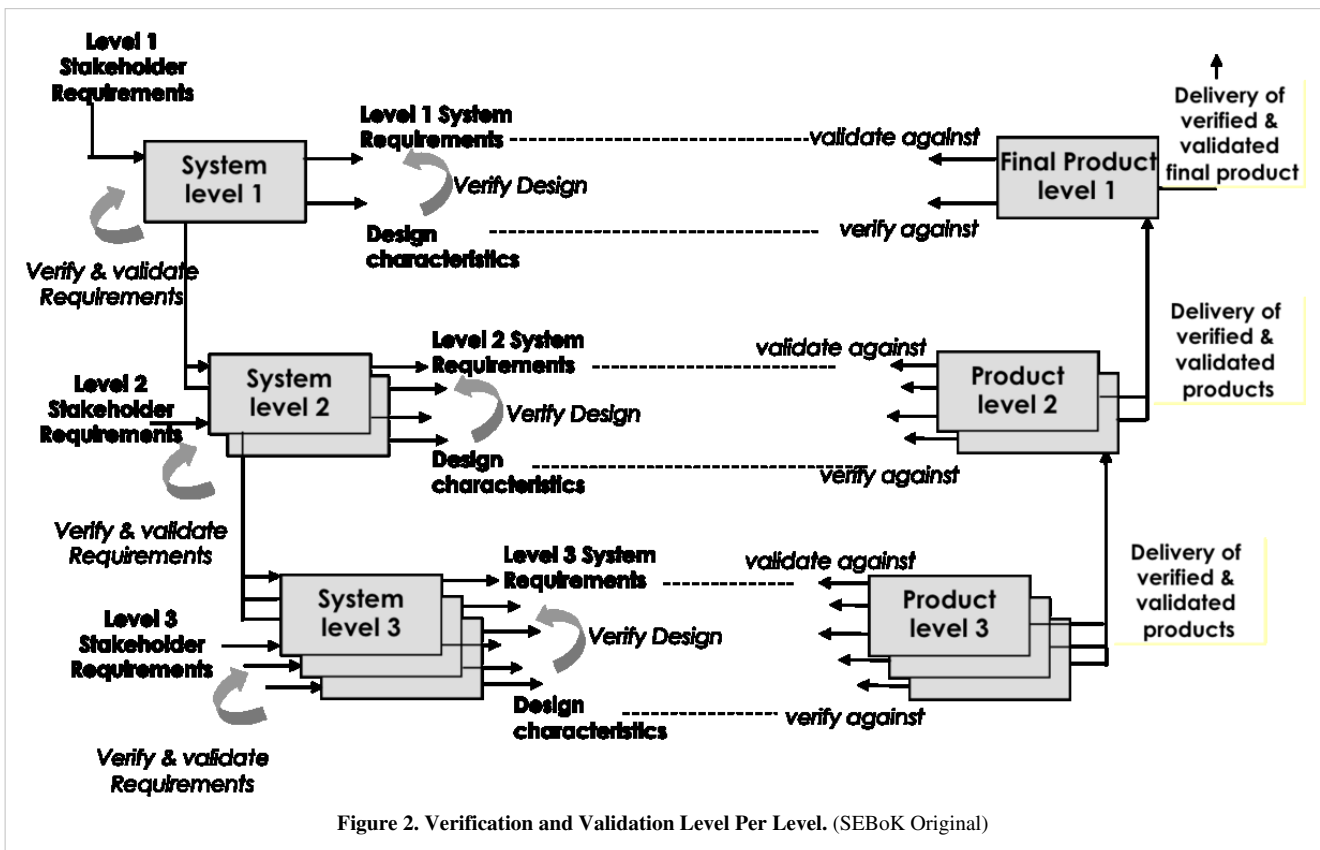 Level 1
Stakeholder
Requirements
Level 1 System
Requirements
validate against
Delivery of
verified &
validated
final product
System
level 1
Verify Design
Final Product
level 1
Design
characteristics
verify against
Verify & validate
Requirements
Level 2 System
Requirements
validate against
Delivery of
verified &
validated
products
Level 2
Stakeholder
Requirements
System
level 2
Verify Design
Product
level 2
Design
characteristics
verify against
Verify & validate
Requirements
Level 3 System
Requirements
validate against
Delivery of
verified &
validated
products
Level 3
Stakeholder
Requirements
System
level 3
Verify Design
Product
level 3
Design
characteristics
verify against
Verify & validate
Requirements
Figure 2. Verification and Validation Level Per Level. (SEBoK Original)